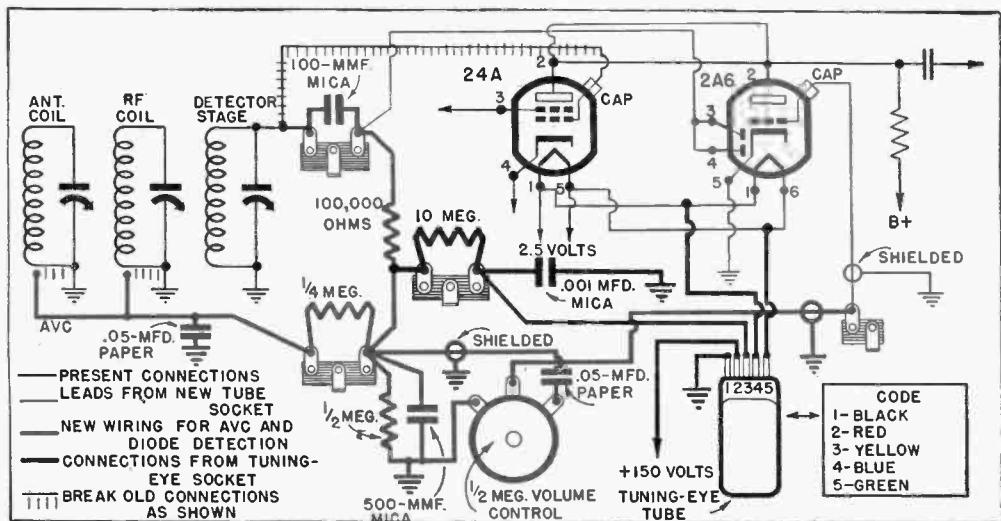 ANT.
COIL
RF
COIL
DETECTOR
STAGE
100-MMF.
MICA
2
24A
CAP
3
4
1
5
2
2A6
CAP
3
4
5
1
6
B+
100,000
OHMS
10 MEG.
2.5 VOLTS
.001 MFD.
MICA
SHIELDED
AVC
.05-MFD.
PAPER
1/4 MEG.
SHIELDED
.05-MFD.
PAPER
1/2 MEG.
500-MMF.
MICA
1/2 MEG. VOLUME
CONTROL
+150 VOLTS
TUNING-EYE
TUBE
12345
CODE
1-BLACK
2-RED
3-YELLOW
4-BLUE
5-GREEN
PRESENT CONNECTIONS
LEADS FROM NEW TUBE
SOCKET
NEW WIRING FOR AVC AND
DIODE DETECTION
CONNECTIONS FROM TUNING-
EYE SOCKET
BREAK OLD CONNECTIONS
AS SHOWN